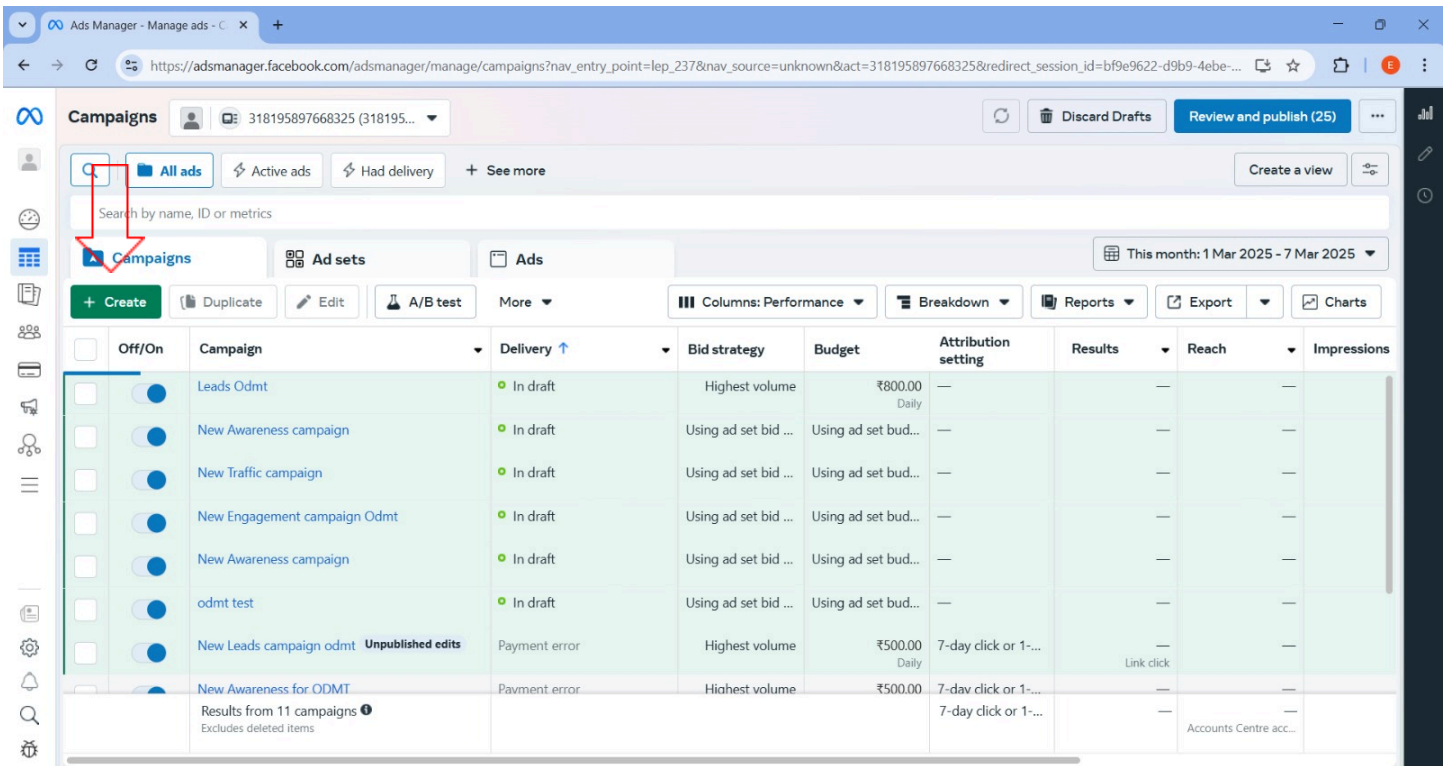 Ads Manager - Manage ads - C
https://adsmanager.facebook.com/adsmanager/manage/campaigns?nav_entry_point=lep_237&nav_source=unknown&act=318195897668325&redirect_session_id=bf9e9622-d9b9-4ebe-...
E
Campaigns
318195897668325 (318195...
Discard Drafts
Review and publish (25)
All ads
Active ads
Had delivery
+ See more
Create a view
Search by name, ID or metrics
Campaigns
Ad sets
Ads
This month: 1 Mar 2025 - 7 Mar 2025
+ Create
Duplicate
Edit
A/B test
More
Columns: Performance
Breakdown
Reports
Export
Charts
Off/On Campaign Delivery ↑ Bid strategy Budget Attribution setting Results Reach Impressions
Leads Odmt In draft Highest volume ₹800.00 — — —
Daily
New Awareness campaign In draft Using ad set bid ... Using ad set bud... — — —
New Traffic campaign In draft Using ad set bid ... Using ad set bud... — — —
New Engagement campaign Odmt In draft Using ad set bid ... Using ad set bud... — — —
New Awareness campaign In draft Using ad set bid ... Using ad set bud... — — —
odmt test In draft Using ad set bid ... Using ad set bud... — — —
New Leads campaign odmt Unpublished edits Payment error Highest volume ₹500.00 7-day click or 1-... — —
Daily Link click
New Awareness for ODMT Payment error Highest volume ₹500.00 7-day click or 1-... — —
Results from 11 campaigns 7-day click or 1-... — —
Excludes deleted items Accounts Centre acc...